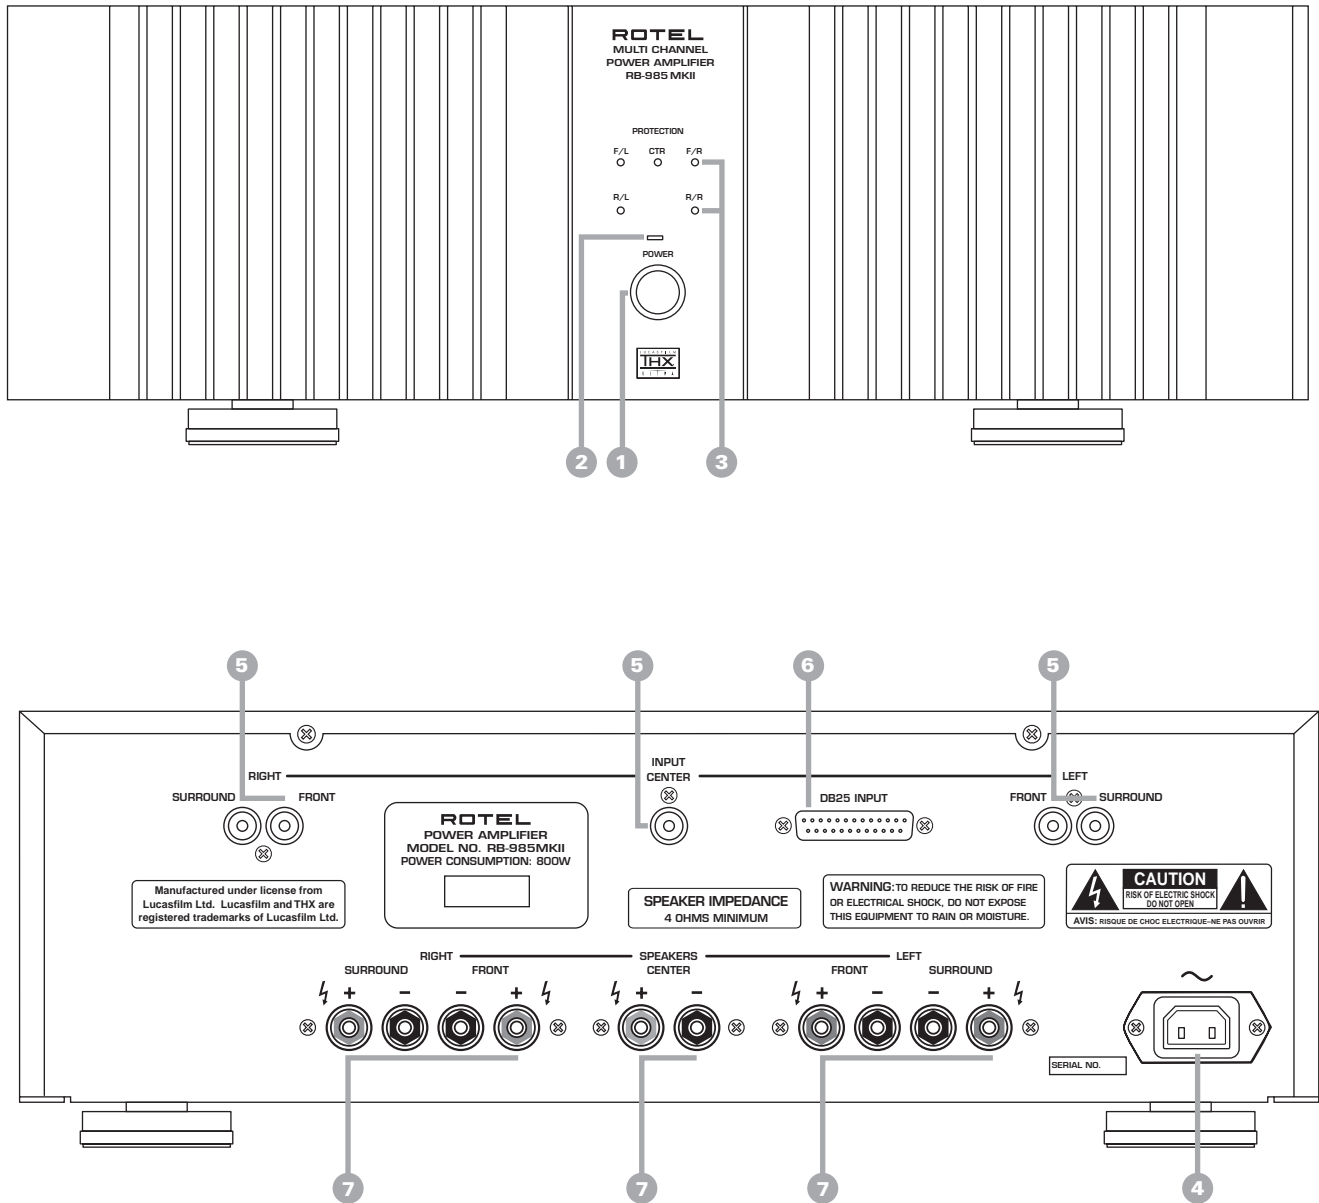 ROTEL
MULTI CHANNEL
POWER AMPLIFIER
RB-985 MKII
PROTECTION
F/L CTR F/R
R/L R/R
POWER
LUCASFILM
THX
ULTRA
2 1 3
5 5 6 5
INPUT
RIGHT CENTER LEFT
SURROUND FRONT DB25 INPUT FRONT SURROUND
ROTEL
POWER AMPLIFIER
MODEL NO. RB-985MKII
POWER CONSUMPTION: 800W
Manufactured under license from
Lucasfilm Ltd. Lucasfilm and THX are
registered trademarks of Lucasfilm Ltd.
SPEAKER IMPEDANCE
4 OHMS MINIMUM
WARNING: TO REDUCE THE RISK OF FIRE
OR ELECTRICAL SHOCK, DO NOT EXPOSE
THIS EQUIPMENT TO RAIN OR MOISTURE.
CAUTION
RISK OF ELECTRIC SHOCK
DO NOT OPEN
AVIS: RISQUE DE CHOC ELECTRIQUE–NE PAS OUVRIR
RIGHT SPEAKERS LEFT
SURROUND FRONT CENTER FRONT SURROUND
+ – – + + – + – – +
SERIAL NO.
7 7 7 4